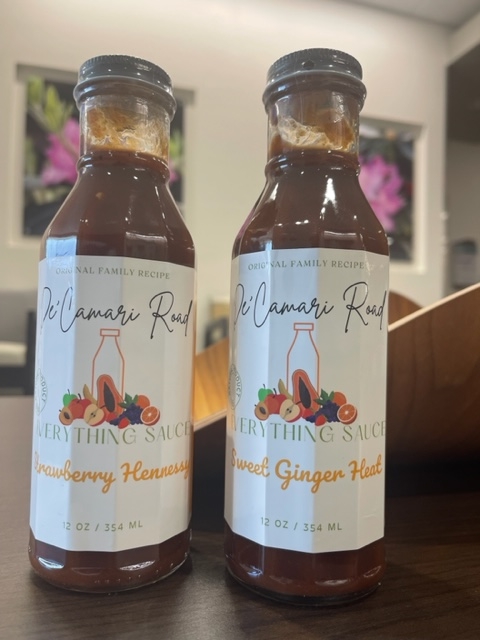 ORIGINAL FAMILY RECIPE
De'Camari Road
VERYTHING SAUCE
Strawberry Hennessy
12 OZ / 354 ML
ORIGINAL FAMILY RECIPE
De'Camari Road
VERYTHING SAUCE
Sweet Ginger Heat
12 OZ / 354 ML